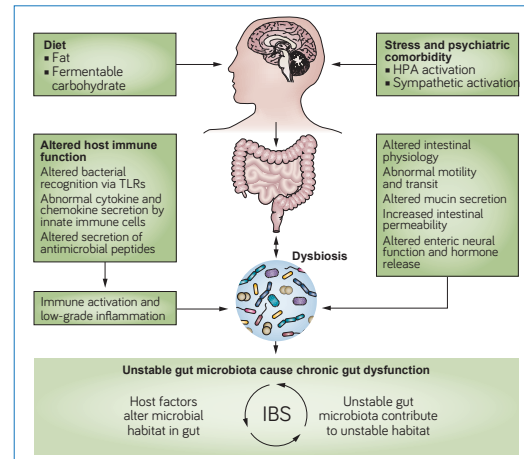 Diet
▪ Fat
▪ Fermentable
carbohydrate
Stress and psychiatric
comorbidity
▪ HPA activation
▪ Sympathetic activation
Altered host immune
function
Altered bacterial
recognition via TLRs
Abnormal cytokine and
chemokine secretion by
innate immune cells
Altered secretion of
antimicrobial peptides
Altered intestinal
physiology
Abnormal motility
and transit
Altered mucin secretion
Increased intestinal
permeability
Altered enteric neural
function and hormone
release
Dysbiosis
Immune activation and
low-grade inflammation
Unstable gut microbiota cause chronic gut dysfunction
Host factors
alter microbial
habitat in gut
IBS
Unstable gut
microbiota contribute
to unstable habitat